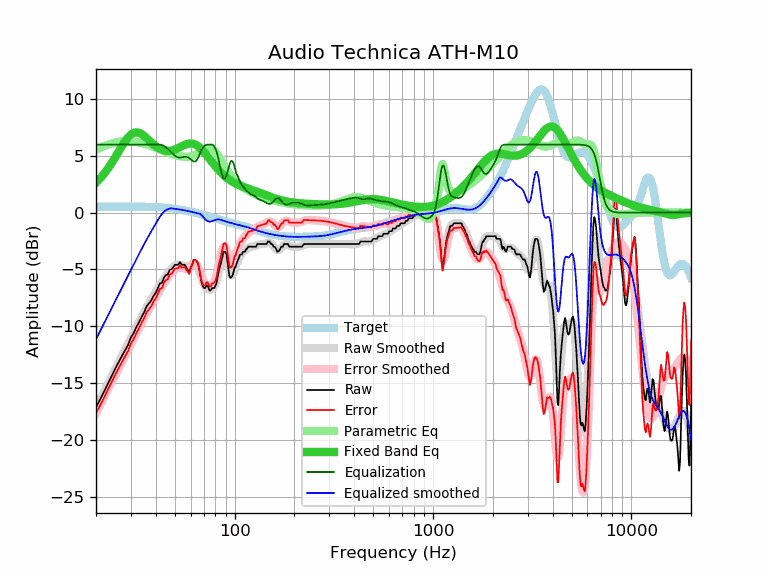 Audio Technica ATH-M10
10
5
0
−5
−10
−15
−20
−25
Amplitude (dBr)
Target
Raw Smoothed
Error Smoothed
Raw
Error
Parametric Eq
Fixed Band Eq
Equalization
Equalized smoothed
100
1000
10000
Frequency (Hz)